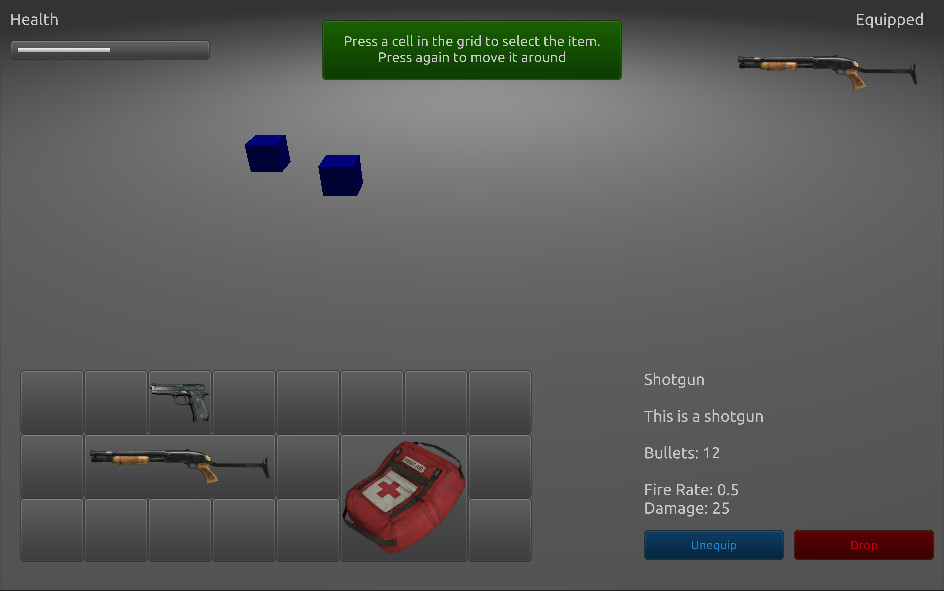 Health
Press a cell in the grid to select the item.
Press again to move it around
Equipped
Shotgun
This is a shotgun
Bullets: 12
Fire Rate: 0.5
Damage: 25
Unequip
Drop